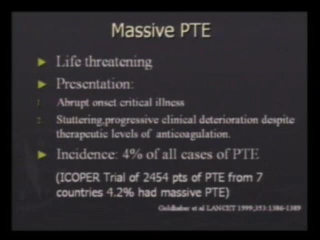 Massive PTE
Life threatening
Presentation:
1. Abrupt onset critical illness
2. Stuttering,progressive clinical deterioration despite
therapeutic levels of anticoagulation.
Incidence: 4% of all cases of PTE
(ICOPER Trial of 2454 pts of PTE from 7
countries 4.2% had massive PTE)
Goldhaber et al LANCET 1999,353:1386-1389